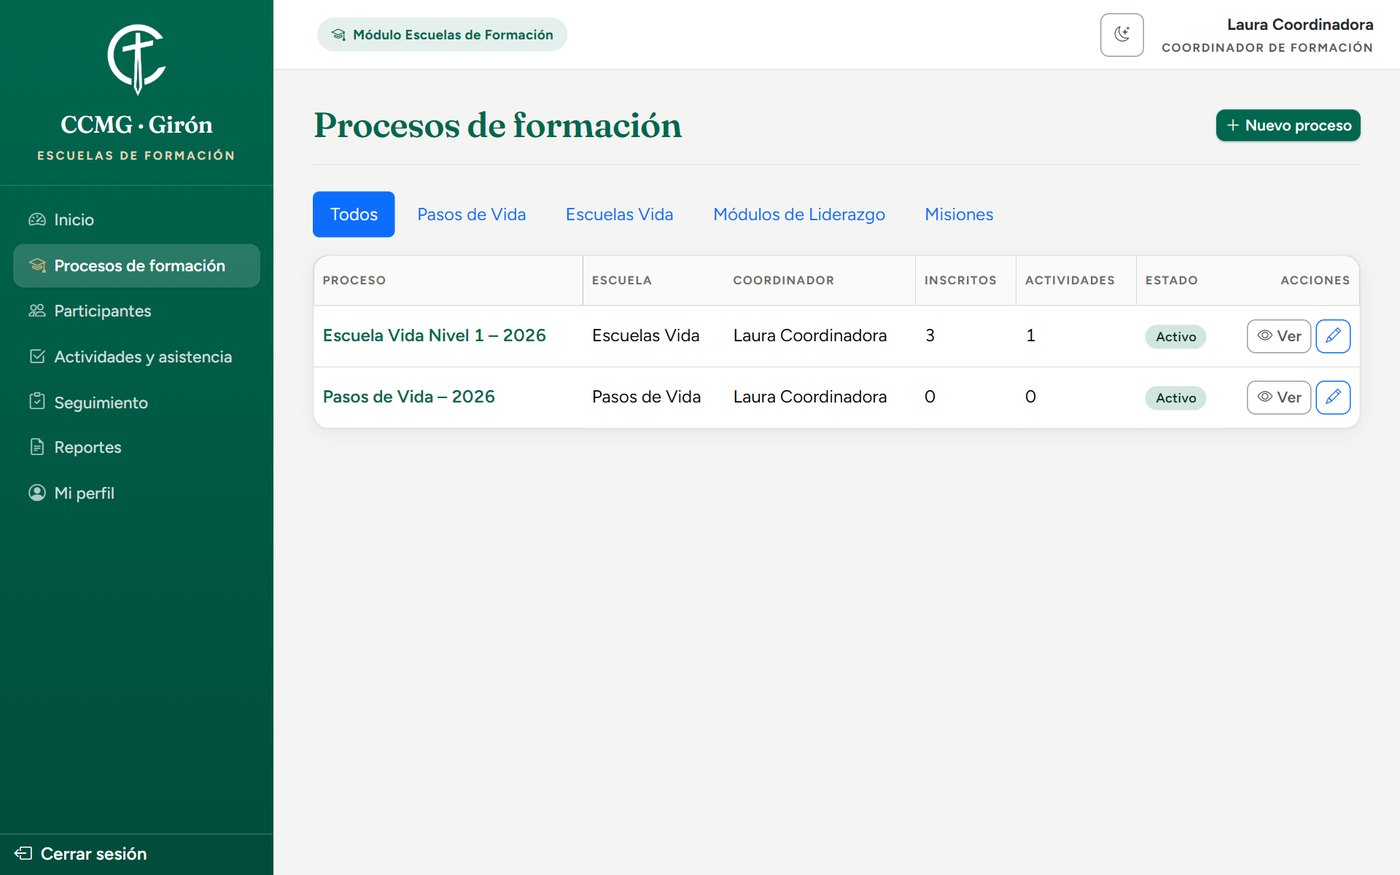 CCMG · Girón
ESCUELAS DE FORMACIÓN
Inicio
Procesos de formación
Participantes
Actividades y asistencia
Seguimiento
Reportes
Mi perfil
Cerrar sesión
Módulo Escuelas de Formación
Laura Coordinadora
COORDINADOR DE FORMACIÓN
Procesos de formación
+ Nuevo proceso
Todos Pasos de Vida Escuelas Vida Módulos de Liderazgo Misiones
PROCESO ESCUELA COORDINADOR INSCRITOS ACTIVIDADES ESTADO ACCIONES
Escuela Vida Nivel 1 – 2026 Escuelas Vida Laura Coordinadora 3 1 Activo Ver
Pasos de Vida – 2026 Pasos de Vida Laura Coordinadora 0 0 Activo Ver